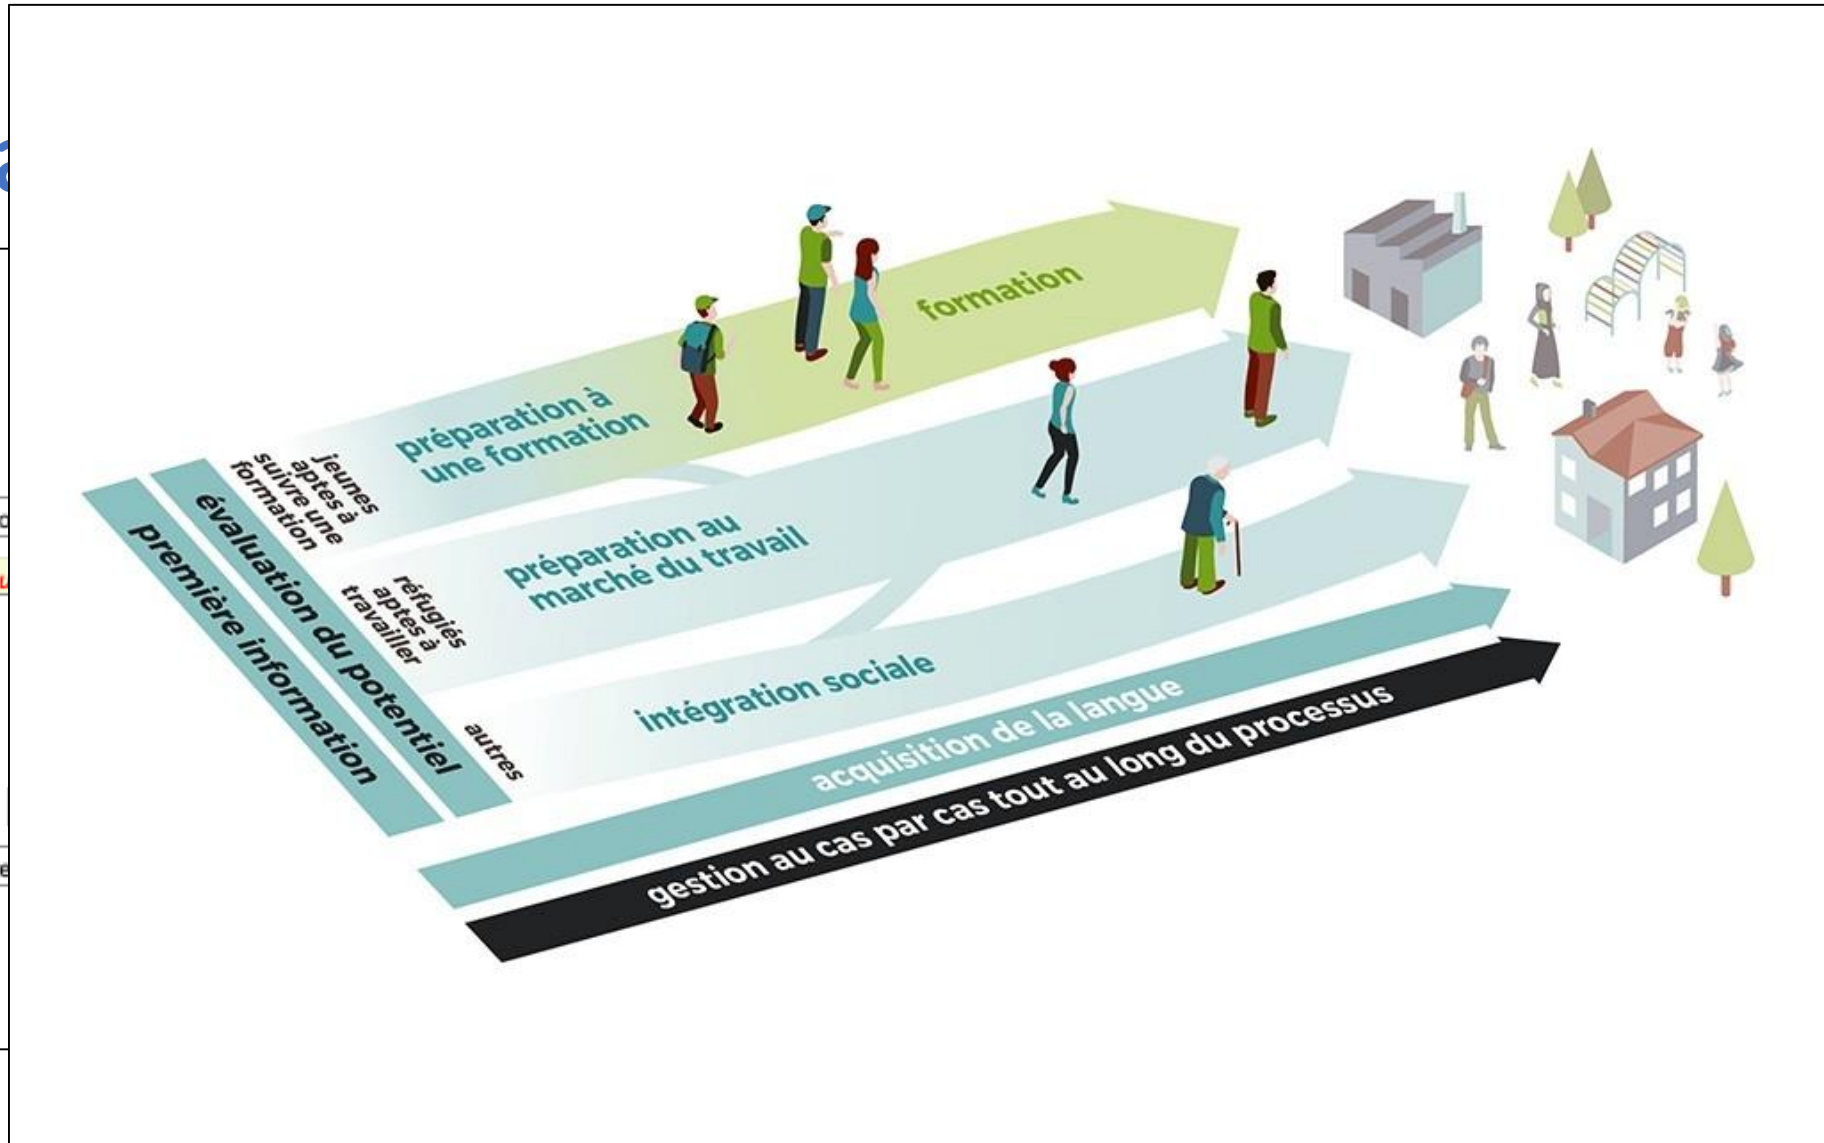 première information
évaluation du potentiel
jeunes
aptes à
suivre une
formation
préparation à
une formation
formation
réfugiés
aptes à
travailler
préparation au
marché du travail
autres
intégration sociale
acquisition de la langue
gestion au cas par cas tout au long du processus